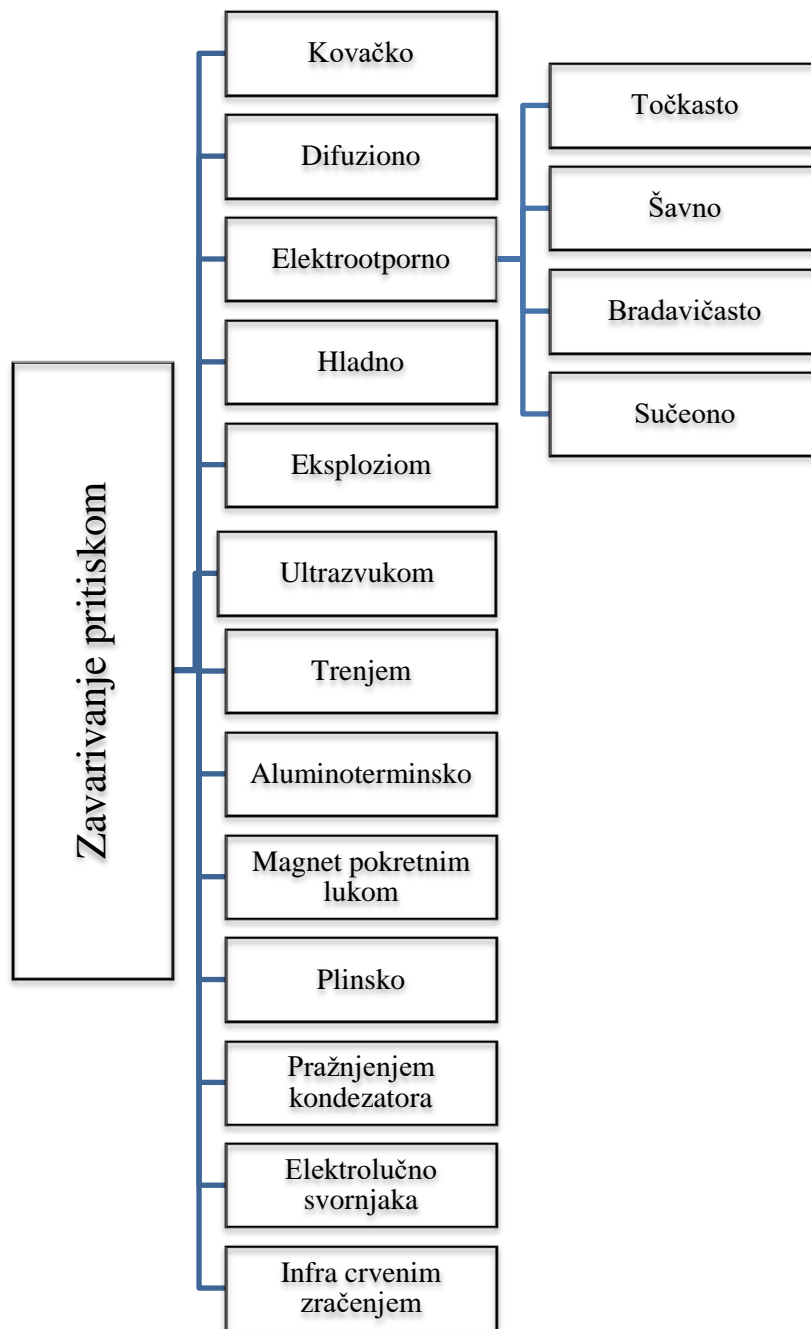 Zavarivanje pritiskom
Kovačko
Difuziono
Elektrootporno
Točkasto
Šavno
Bradavičasto
Sučeono
Hladno
Eksploziom
Ultrazvukom
Trenjem
Aluminoterminsko
Magnet pokretnim
lukom
Plinsko
Pražnjenjem
kondezatora
Elektrolučno
svornjaka
Infra crvenim
zračenjem